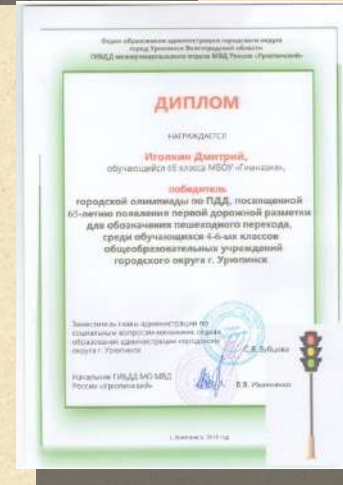 Отдел образования администрации городского округа
город Урюпинск Волгоградской области
ГИБДД межмуниципального отдела МВД России «Урюпинский»
ДИПЛОМ
НАГРАЖДАЕТСЯ
Иголкин Дмитрий,
обучающийся 6б класса МБОУ «Гимназия»,
победитель
городской олимпиады по ПДД, посвященной
65-летию появления первой дорожной разметки
для обозначения пешеходного перехода,
среди обучающихся 4-6-ых классов
общеобразовательных учреждений
городского округа г. Урюпинск
Заместитель главы администрации по
социальным вопросам-начальник отдела
образования администрации городского
округа г. Урюпинск
С.В. Зубцова
Начальник ГИБДД МО МВД
России «Урюпинский»
В.В.
г. Урюпинск, год